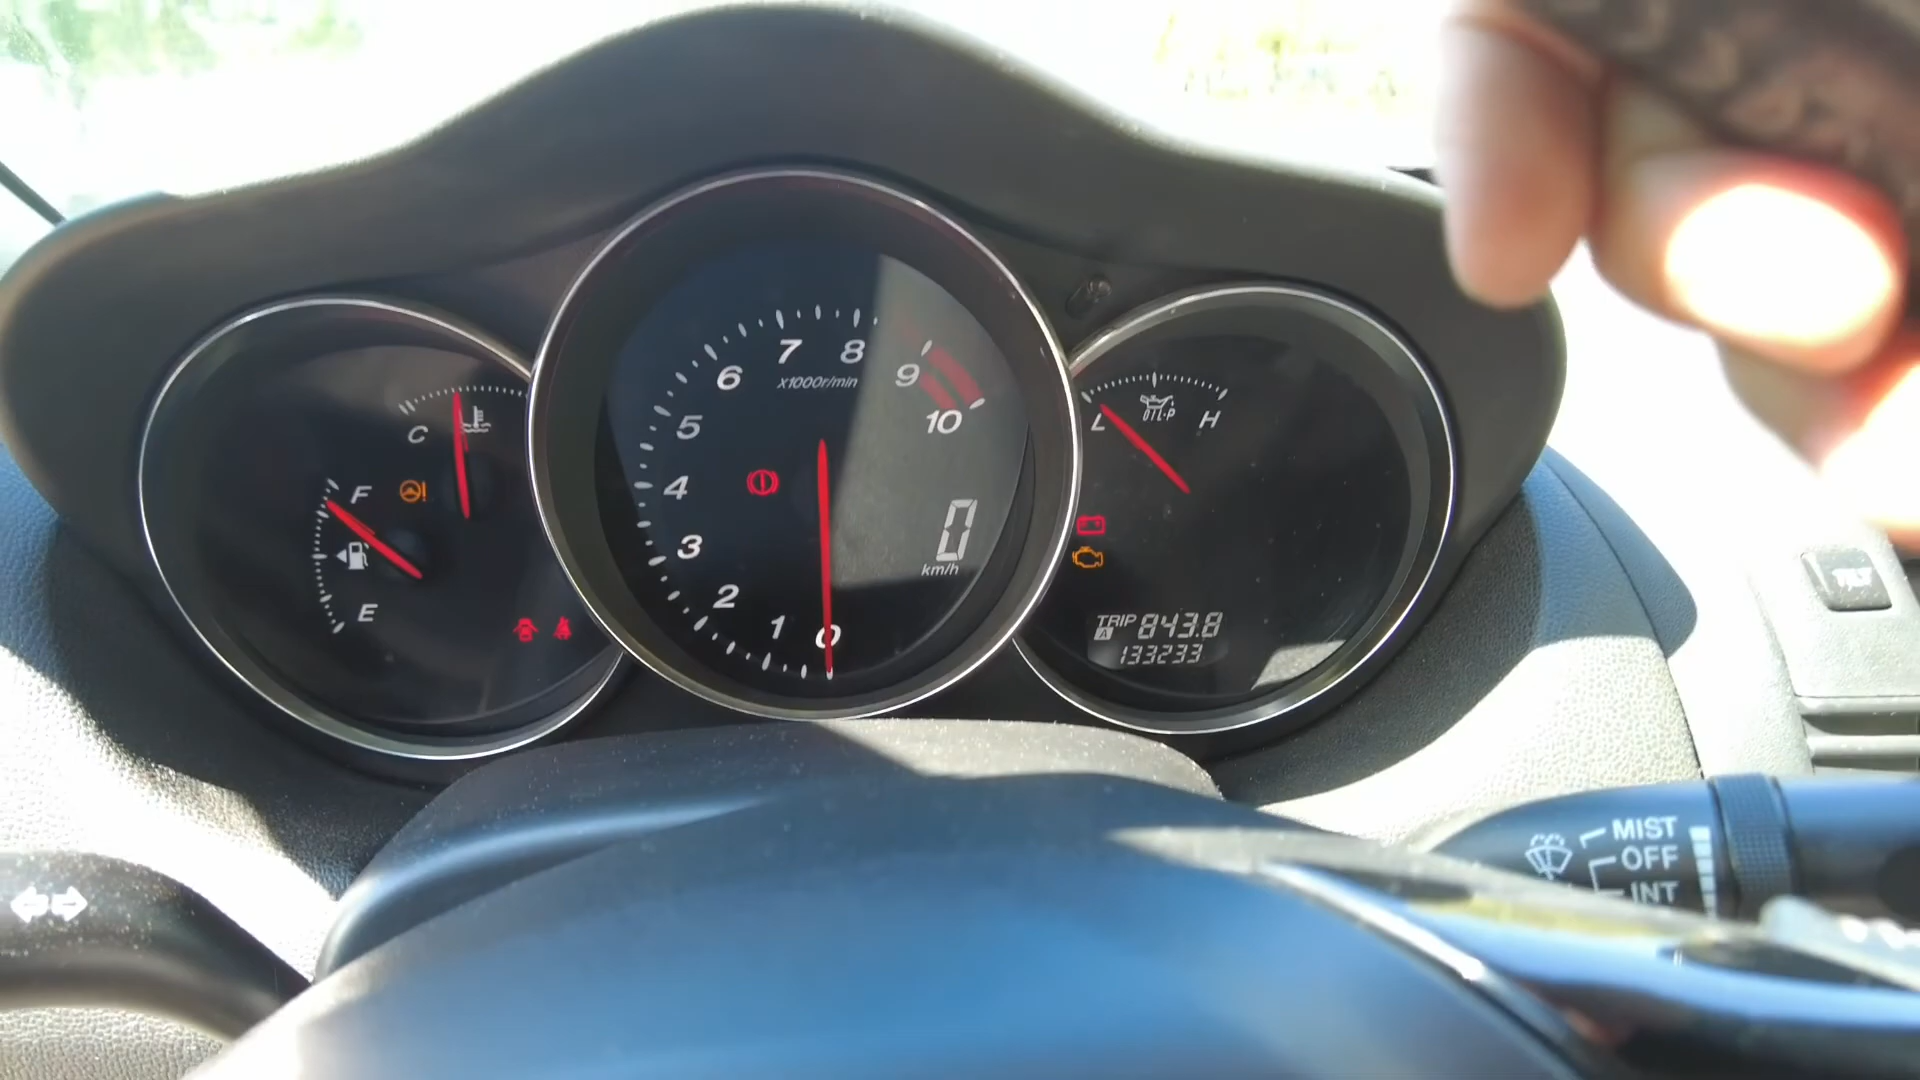 C
F
E
7
8
6
9
x1000r/min
5
10
4
3
2
1
0
0
km/h
L
OIL-P
H
TRIP 843.8
A
133233
MIST
OFF
INT